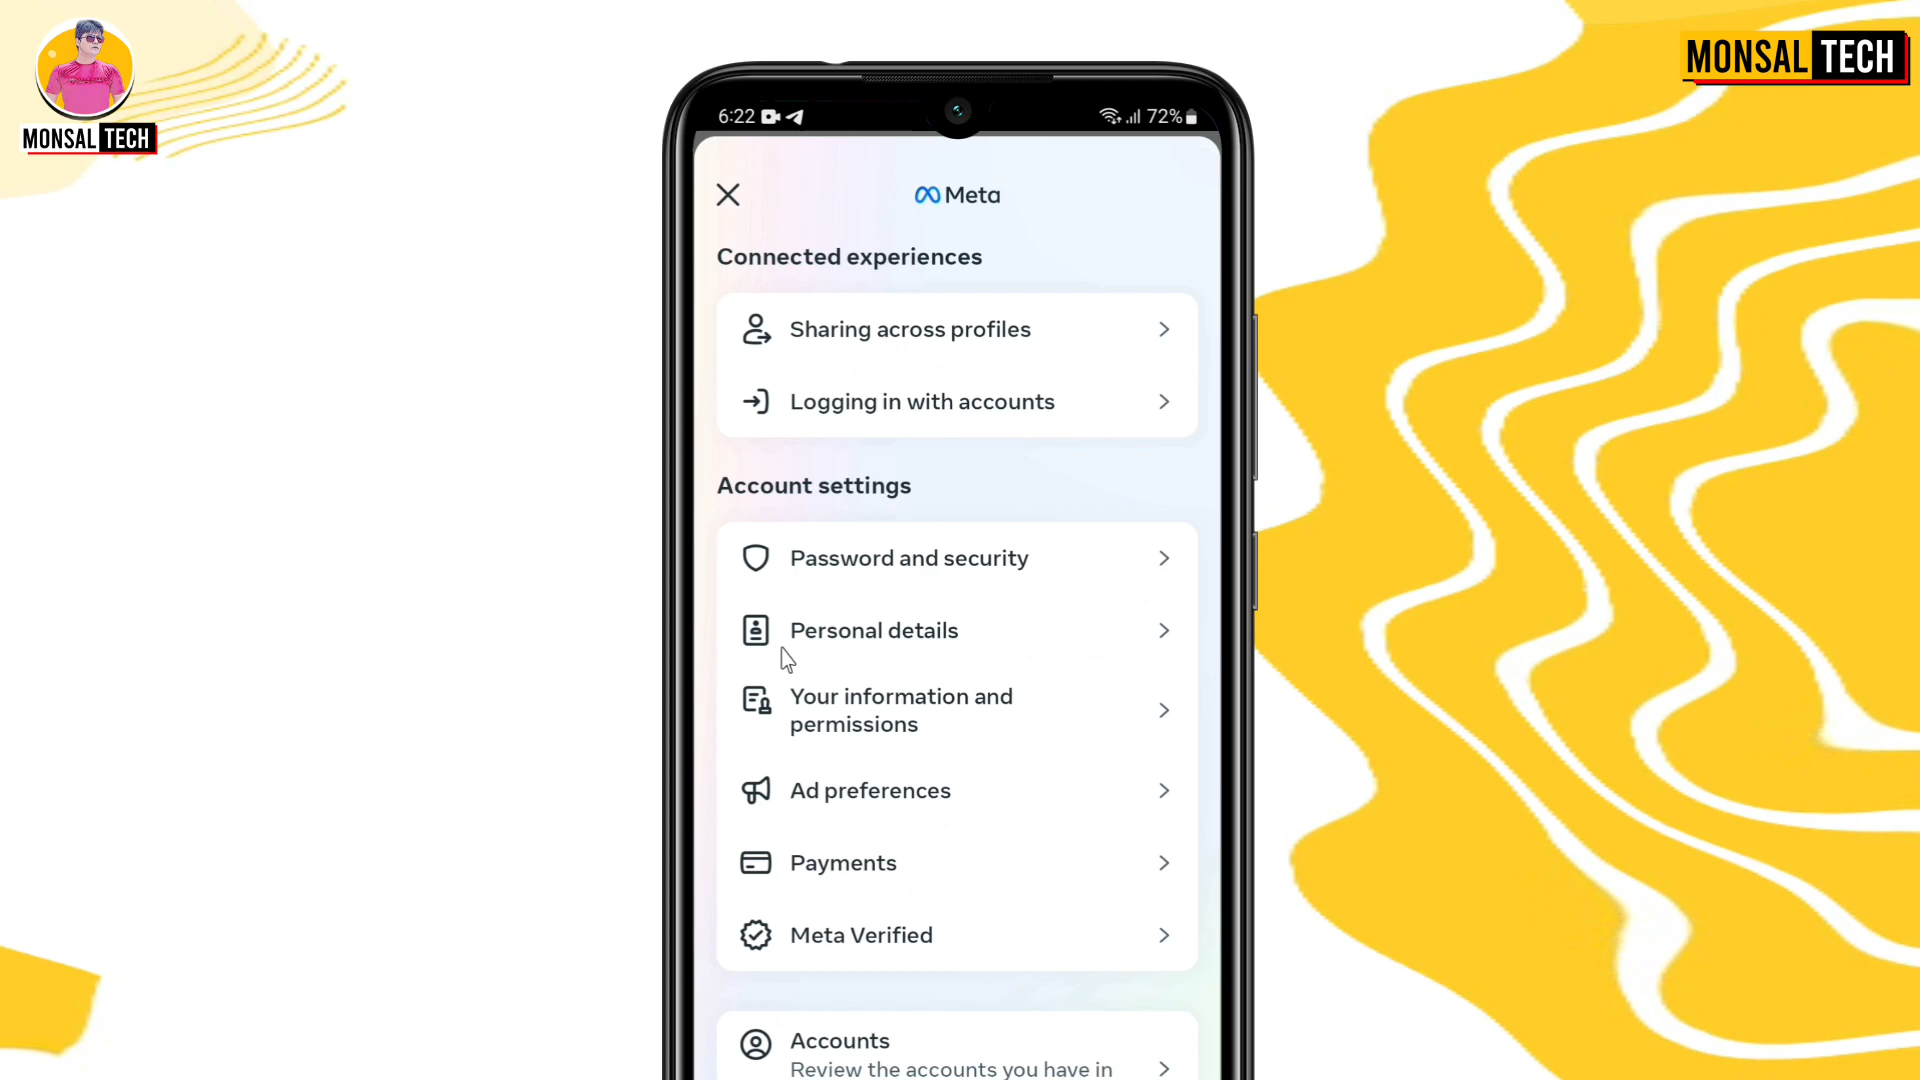 MONSAL TECH
MONSAL TECH
6:22
72%
Meta
Connected experiences
Sharing across profiles
Logging in with accounts
Account settings
Password and security
Personal details
Your information and
permissions
Ad preferences
Payments
Meta Verified
Accounts
Review the accounts you have in